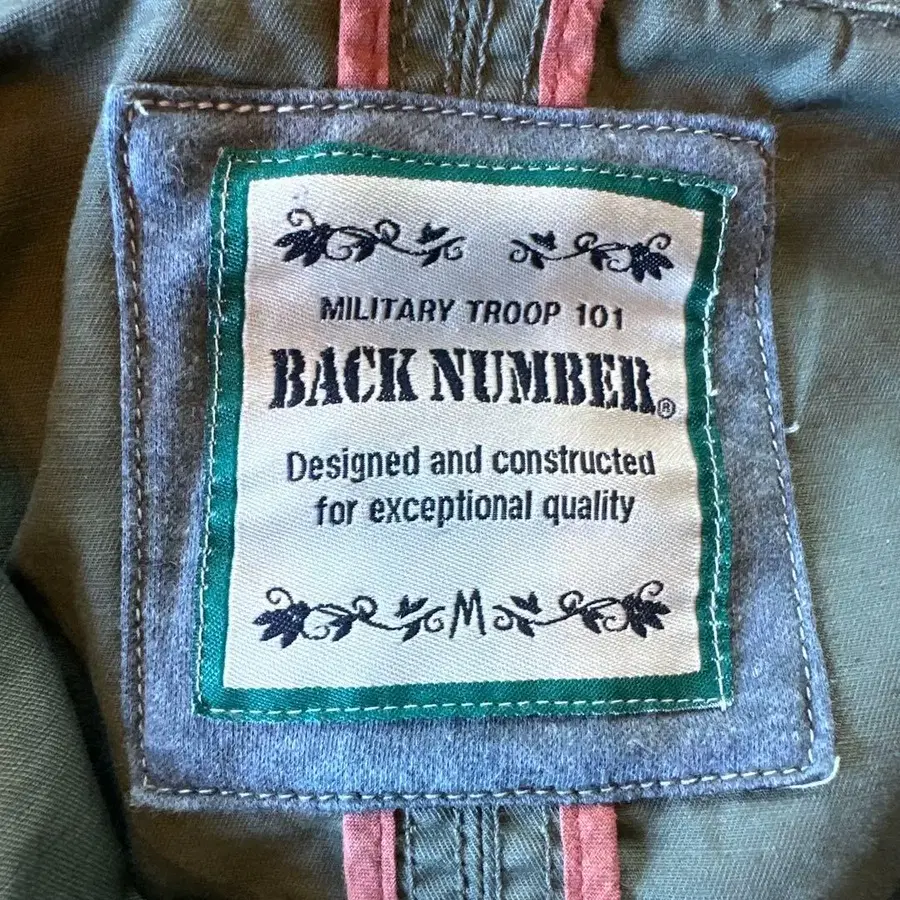 MILITARY TROOP 101
BACK NUMBER®
Designed and constructed
for exceptional quality
M